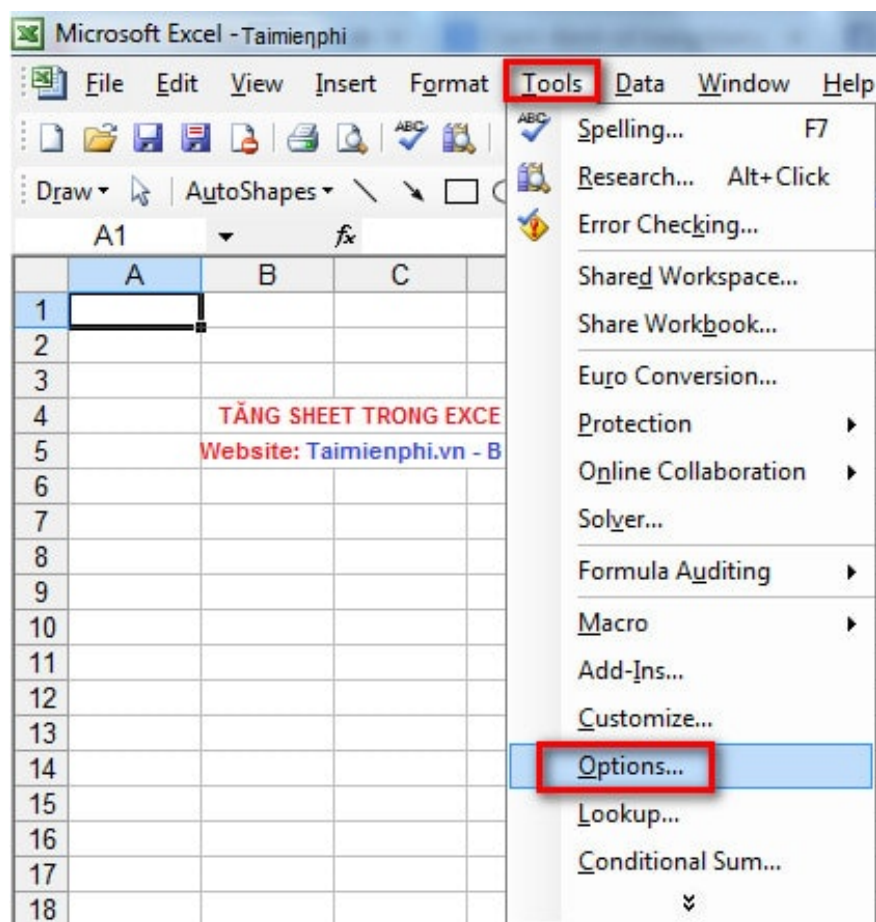 Microsoft Excel - Taimienphi
File Edit View Insert Format Tools Data Window Help
ABC ABC
Draw AutoShapes
A1 fx
A B C
1
2
3
4 TĂNG SHEET TRONG EXCE
5 Website: Taimienphi.vn - B
6
7
8
9
10
11
12
13
14
15
16
17
18
Spelling... F7
Research... Alt+Click
Error Checking...
Shared Workspace...
Share Workbook...
Euro Conversion...
Protection
Online Collaboration
Solver...
Formula Auditing
Macro
Add-Ins...
Customize...
Options...
Lookup...
Conditional Sum...